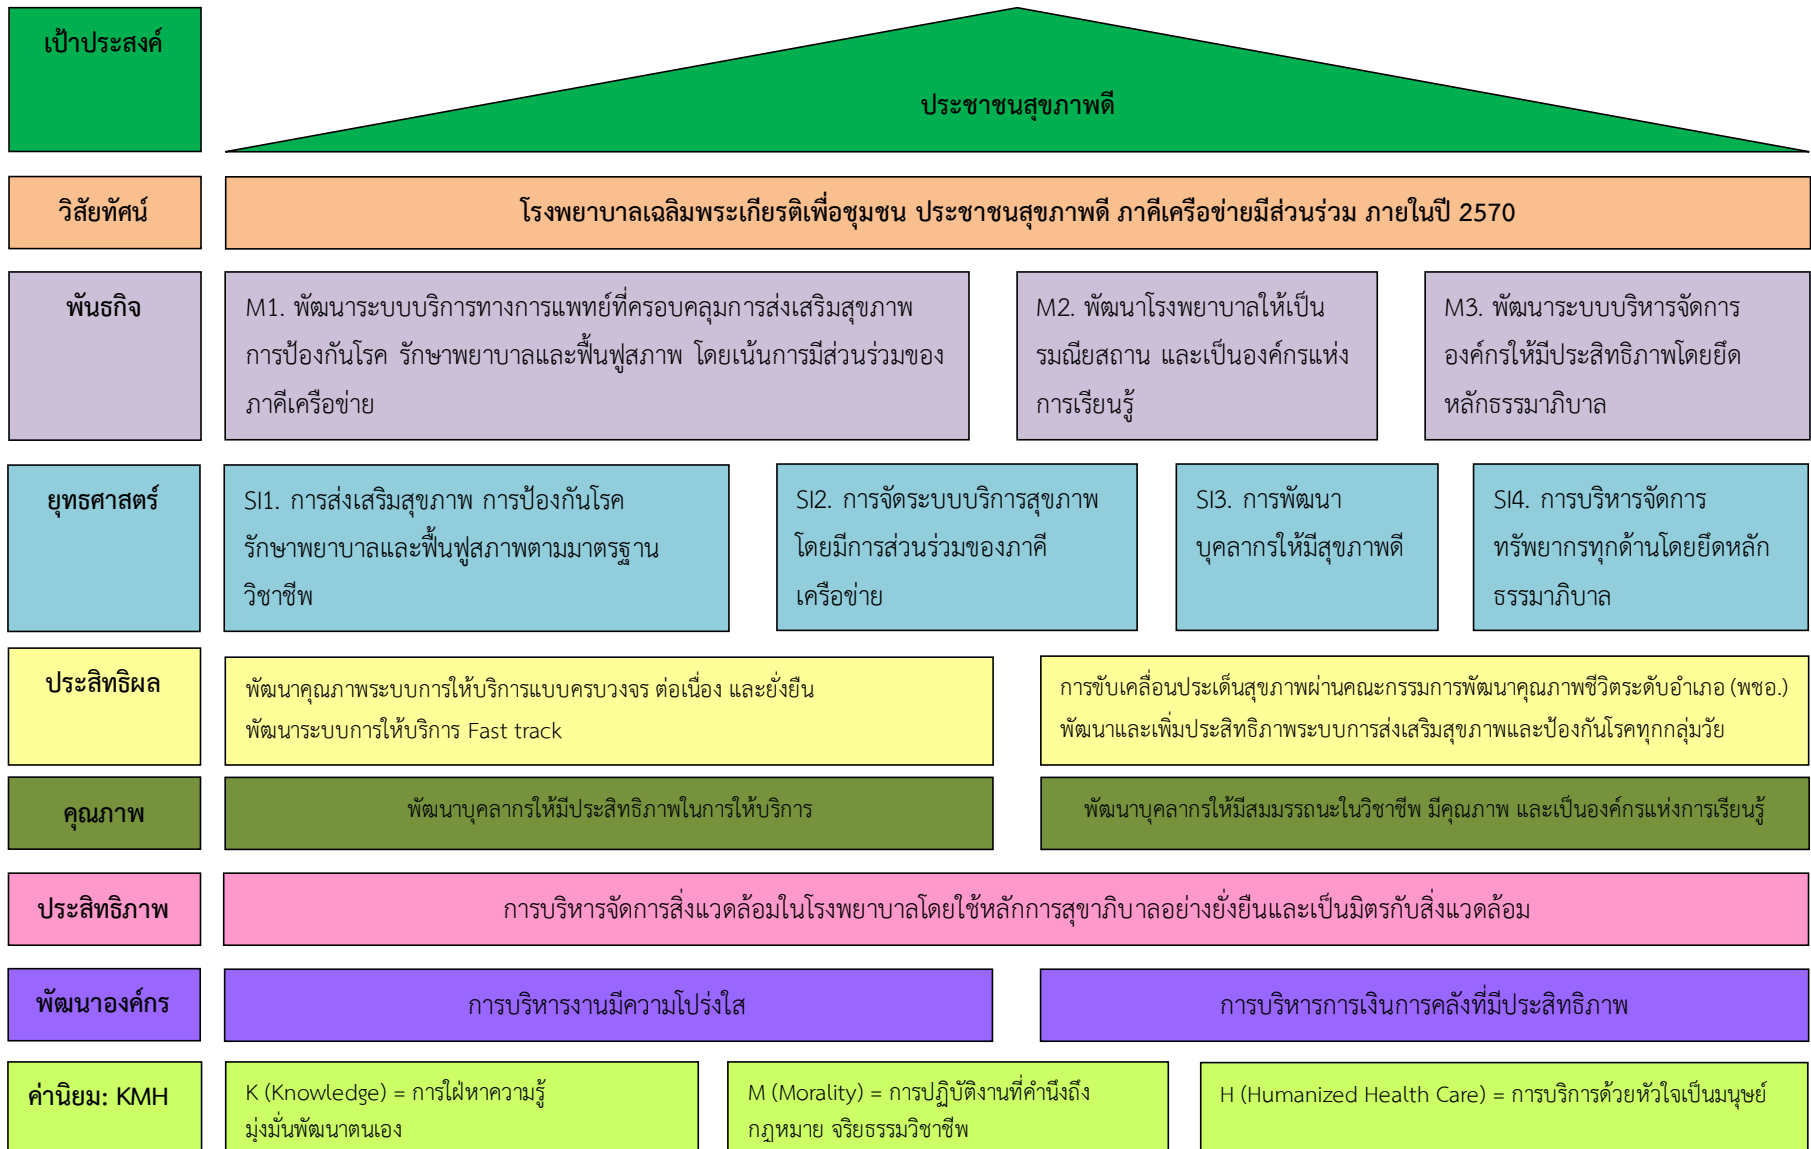 เป้าประสงค์
ประชาชนสุขภาพดี
วิสัยทัศน์
โรงพยาบาลเฉลิมพระเกียรติเพื่อชุมชน ประชาชนสุขภาพดี ภาคีเครือข่ายมีส่วนร่วม ภายในปี 2570
พันธกิจ
M1. พัฒนาระบบบริการทางการแพทย์ที่ครอบคลุมการส่งเสริมสุขภาพ
การป้องกันโรค รักษาพยาบาลและฟื้นฟูสภาพ โดยเน้นการมีส่วนร่วมของ
ภาคีเครือข่าย
M2. พัฒนาโรงพยาบาลให้เป็น
รมณียสถาน และเป็นองค์กรแห่ง
การเรียนรู้
M3. พัฒนาระบบบริหารจัดการ
องค์กรให้มีประสิทธิภาพโดยยึด
หลักธรรมาภิบาล
ยุทธศาสตร์
SI1. การส่งเสริมสุขภาพ การป้องกันโรค
รักษาพยาบาลและฟื้นฟูสภาพตามมาตรฐาน
วิชาชีพ
SI2. การจัดระบบบริการสุขภาพ
โดยมีการส่วนร่วมของภาคี
เครือข่าย
SI3. การพัฒนา
บุคลากรให้มีสุขภาพดี
SI4. การบริหารจัดการ
ทรัพยากรทุกด้านโดยยึดหลัก
ธรรมาภิบาล
ประสิทธิผล
พัฒนาคุณภาพระบบการให้บริการแบบครบวงจร ต่อเนื่อง และยั่งยืน
พัฒนาระบบการให้บริการ Fast track
การขับเคลื่อนประเด็นสุขภาพผ่านคณะกรรมการพัฒนาคุณภาพชีวิตระดับอำเภอ (พชอ.)
พัฒนาและเพิ่มประสิทธิภาพระบบการส่งเสริมสุขภาพและป้องกันโรคทุกกลุ่มวัย
คุณภาพ
พัฒนาบุคลากรให้มีประสิทธิภาพในการให้บริการ
พัฒนาบุคลากรให้มีสมมรรถนะในวิชาชีพ มีคุณภาพ และเป็นองค์กรแห่งการเรียนรู้
ประสิทธิภาพ
การบริหารจัดการสิ่งแวดล้อมในโรงพยาบาลโดยใช้หลักการสุขาภิบาลอย่างยั่งยืนและเป็นมิตรกับสิ่งแวดล้อม
พัฒนาองค์กร
การบริหารงานมีความโปร่งใส
การบริหารการเงินการคลังที่มีประสิทธิภาพ
ค่านิยม: KMH
K (Knowledge) = การใฝ่หาความรู้
มุ่งมั่นพัฒนาตนเอง
M (Morality) = การปฏิบัติงานที่คำนึงถึง
กฎหมาย จริยธรรมวิชาชีพ
H (Humanized Health Care) = การบริการด้วยหัวใจเป็นมนุษย์